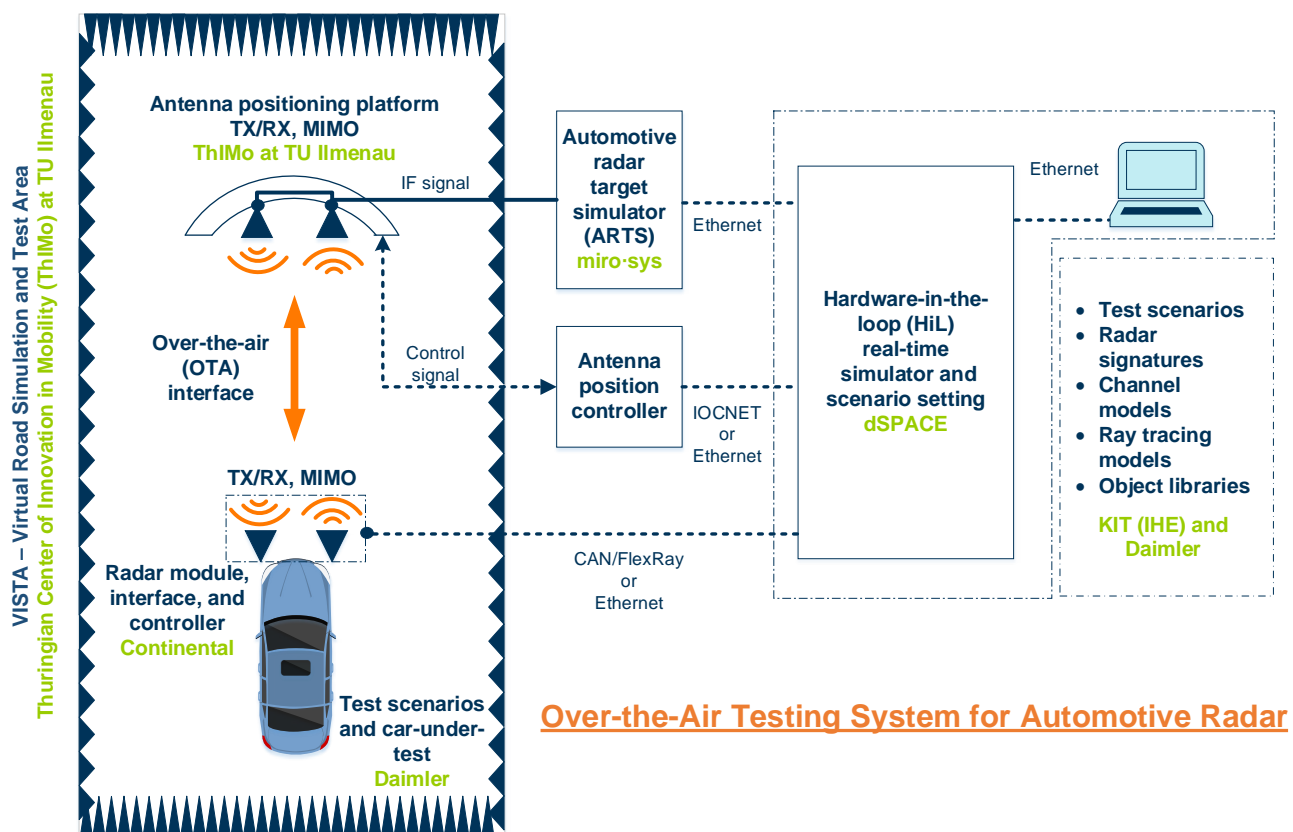 VISTA – Virtual Road Simulation and Test Area
Thuringian Center of Innovation in Mobility (ThIMo) at TU Ilmenau
Antenna positioning platform
TX/RX, MIMO
ThIMo at TU Ilmenau
IF signal
Over-the-air
(OTA)
interface
Control
signal
TX/RX, MIMO
Radar module,
interface, and
controller
Continental
Test scenarios
and car-under-
test
Daimler
Automotive
radar
target
simulator
(ARTS)
miro·sys
Ethernet
Antenna
position
controller
IOCNET
or
Ethernet
CAN/FlexRay
or
Ethernet
Hardware-in-the-
loop (HiL)
real-time
simulator and
scenario setting
dSPACE
Ethernet
• Test scenarios
• Radar
signatures
• Channel
models
• Ray tracing
models
• Object libraries
KIT (IHE) and
Daimler
Over-the-Air Testing System for Automotive Radar